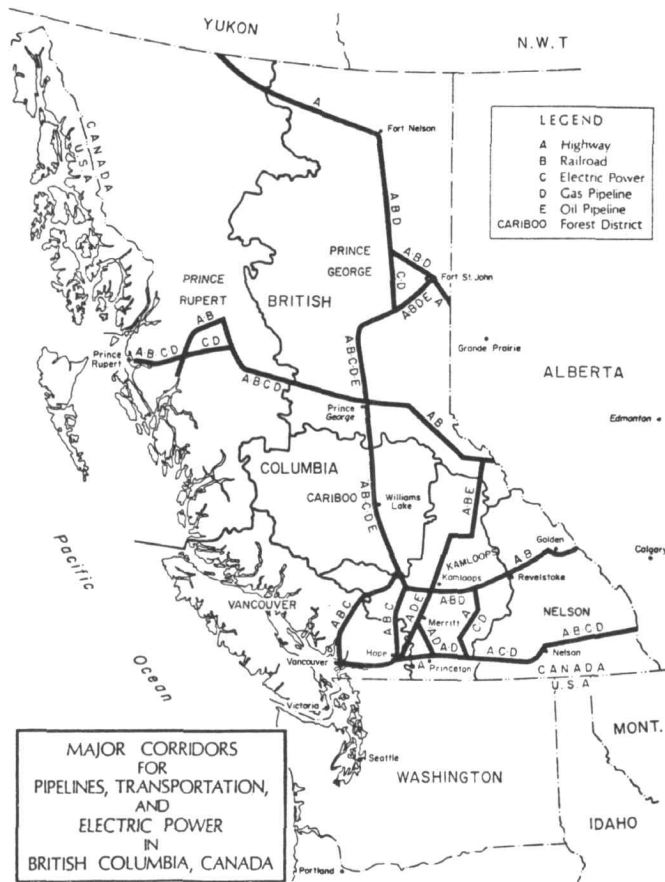 YUKON
N.W.T
CANADA
U.S.A
A
Fort Nelson
LEGEND
A Highway
B Railroad
C Electric Power
D Gas Pipeline
E Oil Pipeline
CARIBOO Forest District
ABD
PRINCE
GEORGE
ABD
CD
Fort St. John
ABDE
A
PRINCE
RUPERT
BRITISH
AB
CD
Prince
Rupert
ABCD
ABCD
ABCDE
Grande Prairie
ALBERTA
Prince
George
AB
Edmonton
COLUMBIA
CARIBOO
ABCDE
Williams
Lake
ABE
Pacific
Ocean
KAMLOOPS
Kamloops
AB
Golden
Revelstoke
Calgary
VANCOUVER
ABC
ABC
ADE
ABD
Merritt
A
CD
AD
AD
NELSON
ABCD
Vancouver
Hope
A
Princeton
ACD
Nelson
CANADA
U.S.A
Victoria
Seattle
WASHINGTON
MONT.
IDAHO
Portland
MAJOR CORRIDORS
FOR
PIPELINES, TRANSPORTATION,
AND
ELECTRIC POWER
IN
BRITISH COLUMBIA, CANADA